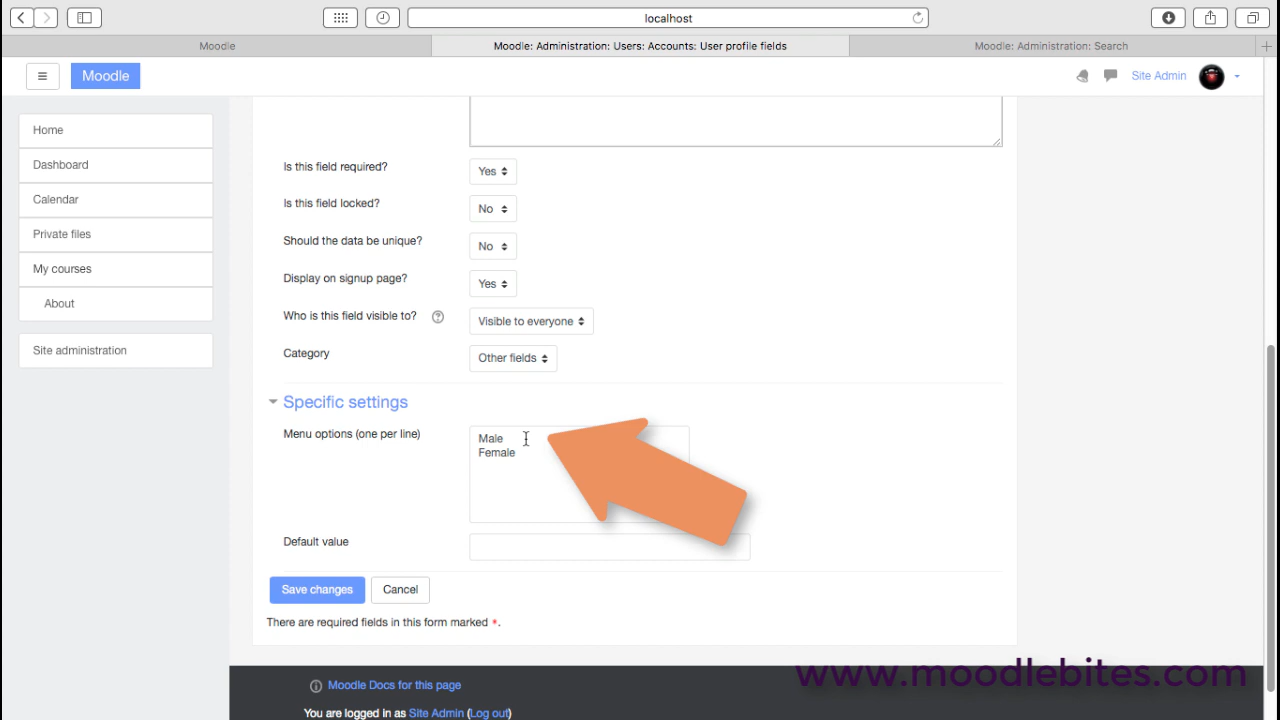 localhost
Moodle
Moodle: Administration: Users: Accounts: User profile fields
Moodle: Administration: Search
Moodle
Site Admin
Home
Dashboard
Calendar
Private files
My courses
About
Site administration
Is this field required?
Yes
Is this field locked?
No
Should the data be unique?
No
Display on signup page?
Yes
Who is this field visible to?
Visible to everyone
Category
Other fields
Specific settings
Menu options (one per line)
Male
Female
Default value
Save changes
Cancel
There are required fields in this form marked *.
www.moodlebites.com
Moodle Docs for this page
You are logged in as Site Admin (Log out)